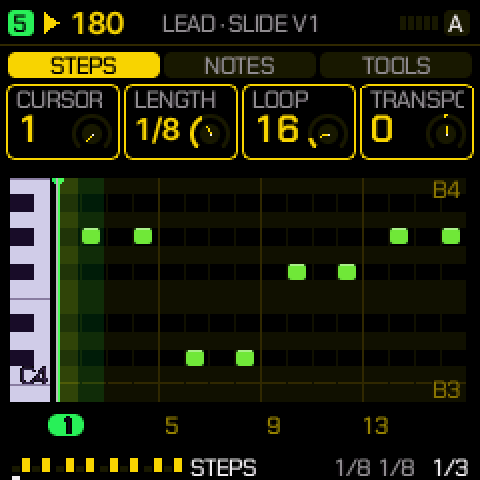 5 180 LEAD·SLIDE V1 A
STEPS NOTES TOOLS
CURSOR LENGTH LOOP TRANSPO
1 1/8 16 0
B4
C4
B3
1 5 9 13
STEPS 1/8 1/8 1/3